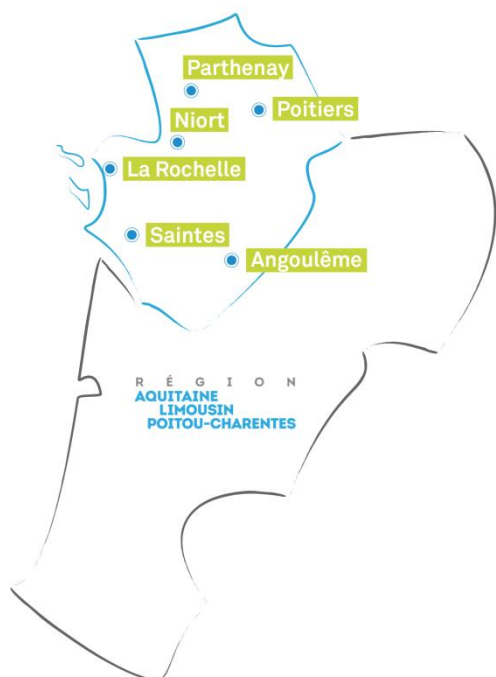 Parthenay
Poitiers
Niort
La Rochelle
Saintes
Angoulême
RÉGION
AQUITAINE
LIMOUSIN
POITOU-CHARENTES